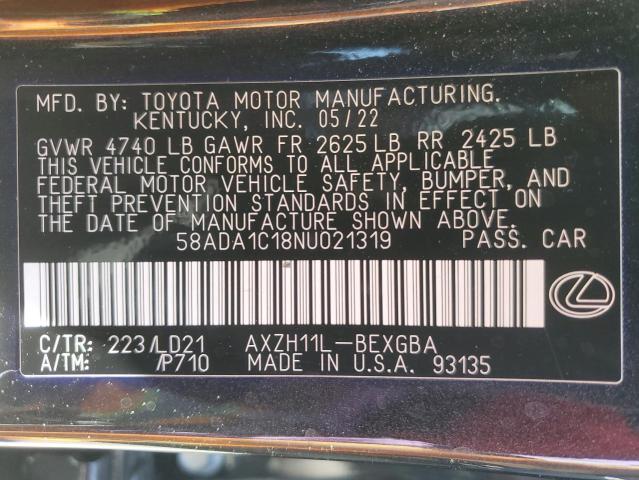 MFD. BY: TOYOTA MOTOR MANUFACTURING.
KENTUCKY, INC. 05/22
GVWR 4740 LB GAWR FR 2625 LB RR 2425 LB
THIS VEHICLE CONFORMS TO ALL APPLICABLE
FEDERAL MOTOR VEHICLE SAFETY, BUMPER, AND
THEFT PREVENTION STANDARDS IN EFFECT ON
THE DATE OF MANUFACTURE SHOWN ABOVE.
58ADA1C18NU021319 PASS. CAR
C/TR: 223/LD21 AXZH11L-BEXGBA
A/TM: /P710 MADE IN U.S.A. 93135